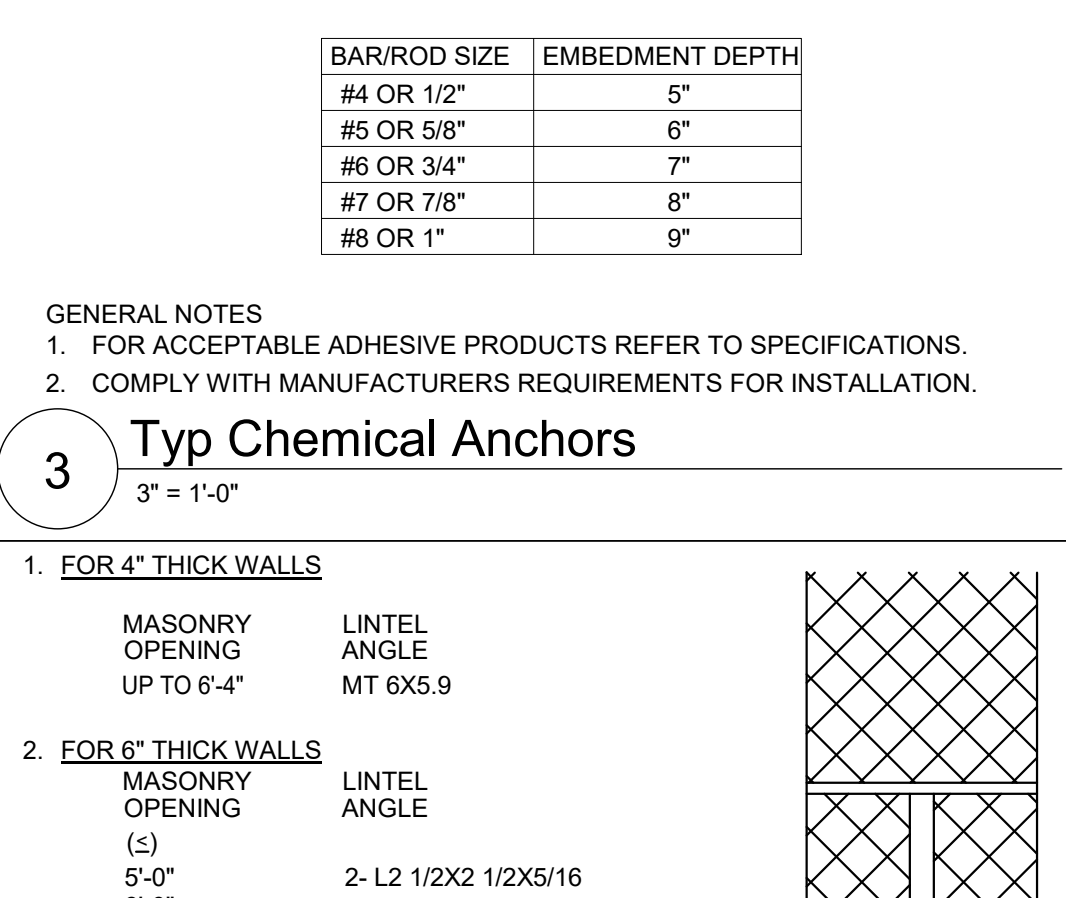 BAR/ROD SIZE EMBEDMENT DEPTH
#4 OR 1/2" 5"
#5 OR 5/8" 6"
#6 OR 3/4" 7"
#7 OR 7/8" 8"
#8 OR 1" 9"
GENERAL NOTES
1. FOR ACCEPTABLE ADHESIVE PRODUCTS REFER TO SPECIFICATIONS.
2. COMPLY WITH MANUFACTURERS REQUIREMENTS FOR INSTALLATION.
3 Typ Chemical Anchors
3" = 1'-0"
1. FOR 4" THICK WALLS
MASONRY LINTEL
OPENING ANGLE
UP TO 6'-4" MT 6X5.9
2. FOR 6" THICK WALLS
MASONRY LINTEL
OPENING ANGLE
(≤)
5'-0" 2- L2 1/2X2 1/2X5/16